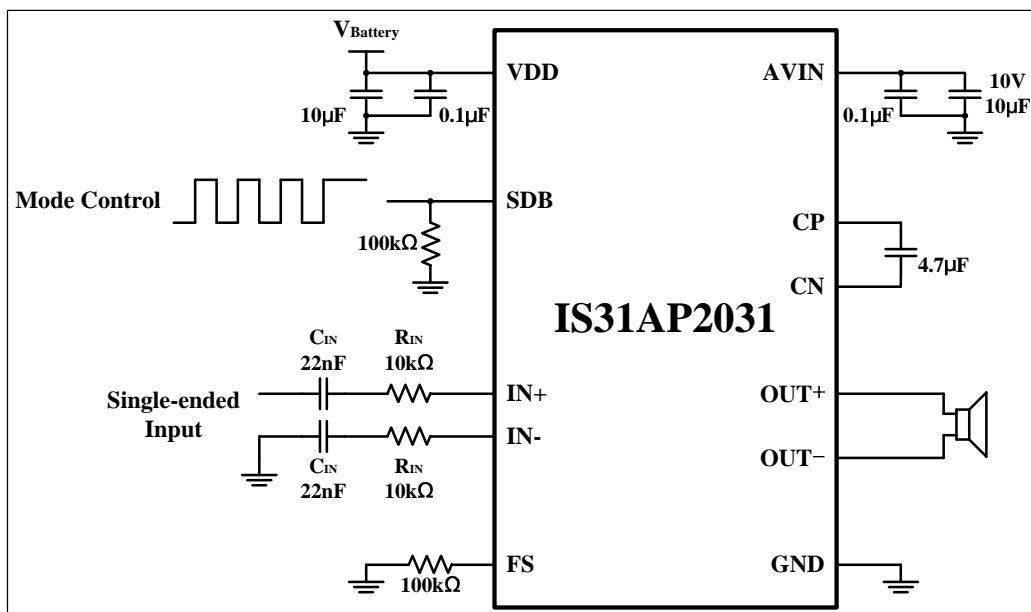 VBattery
VDD
AVIN
10µF
0.1µF
0.1µF
10V
10µF
Mode Control
SDB
100kΩ
CP
CN
4.7µF
IS31AP2031
CIN
22nF
RIN
10kΩ
Single-ended
Input
IN+
IN-
CIN
22nF
RIN
10kΩ
OUT+
OUT−
FS
100kΩ
GND